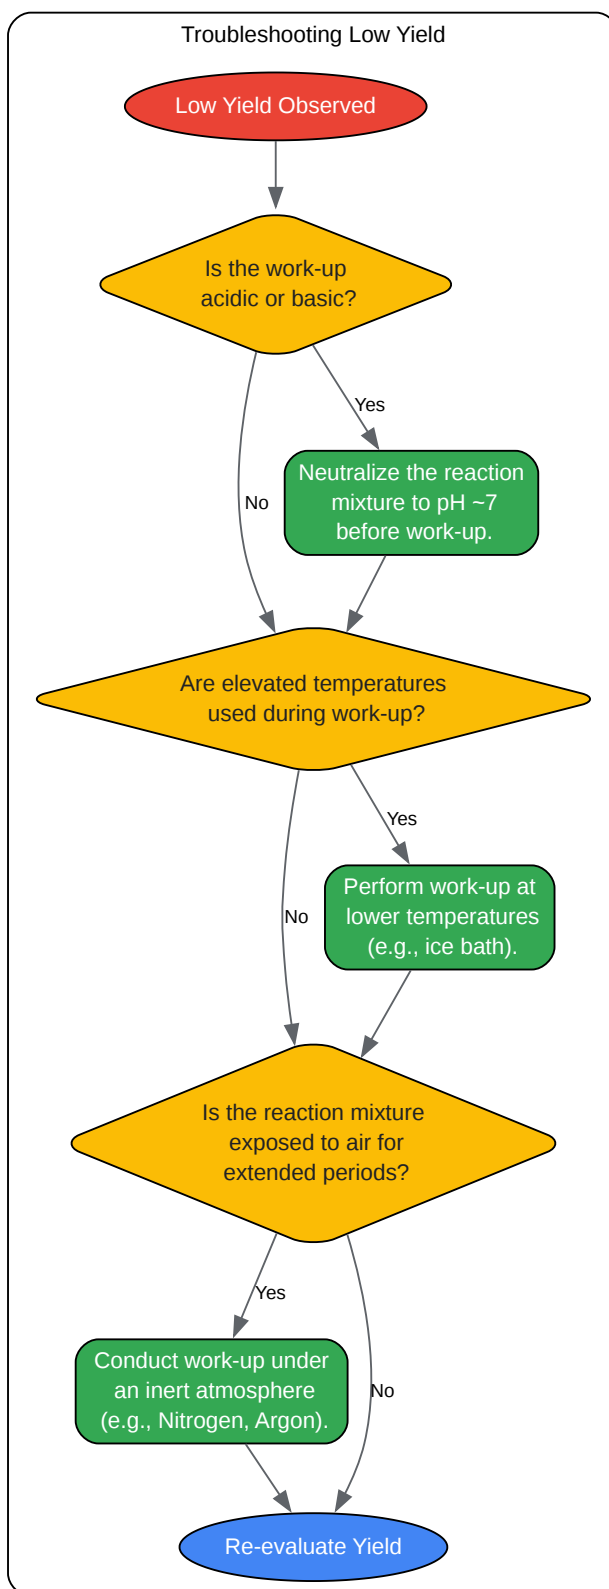 Troubleshooting Low Yield
Low Yield Observed
Is the work-up
acidic or basic?
Yes
Neutralize the reaction
mixture to pH ~7
before work-up.
No
Are elevated temperatures
used during work-up?
Yes
Perform work-up at
lower temperatures
(e.g., ice bath).
No
Is the reaction mixture
exposed to air for
extended periods?
Yes
Conduct work-up under
an inert atmosphere
(e.g., Nitrogen, Argon).
No
Re-evaluate Yield